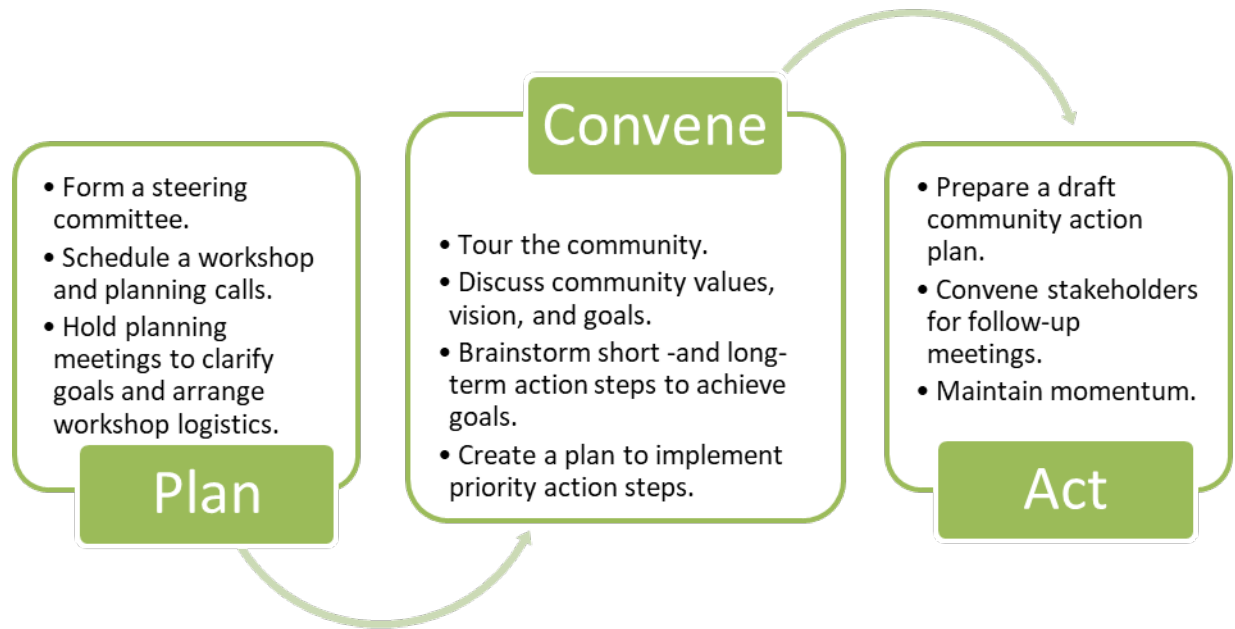 • Form a steering
committee.
• Schedule a workshop
and planning calls.
• Hold planning
meetings to clarify
goals and arrange
workshop logistics.
Plan
Convene
• Tour the community.
• Discuss community values,
vision, and goals.
• Brainstorm short -and long-
term action steps to achieve
goals.
• Create a plan to implement
priority action steps.
• Prepare a draft
community action
plan.
• Convene stakeholders
for follow-up
meetings.
• Maintain momentum.
Act